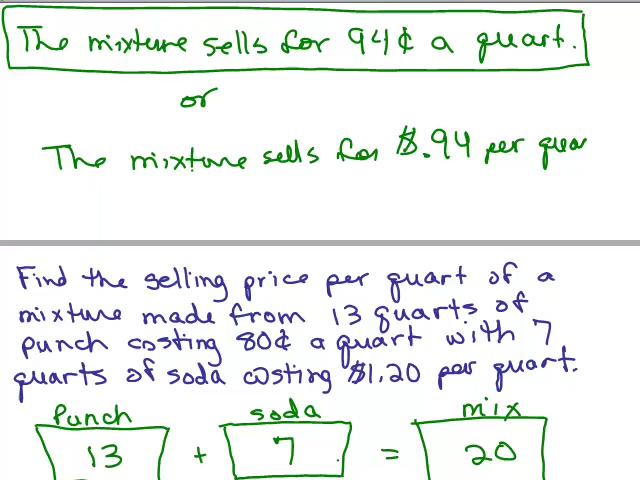 The mixture sells for 94¢ a quart.
or
The mixture sells for $.94 per quar
Find the selling price per quart of a
mixture made from 13 quarts of
punch costing 80¢ a quart with 7
quarts of soda costing $1.20 per quart.
Punch soda mix
13 + 7 = 20